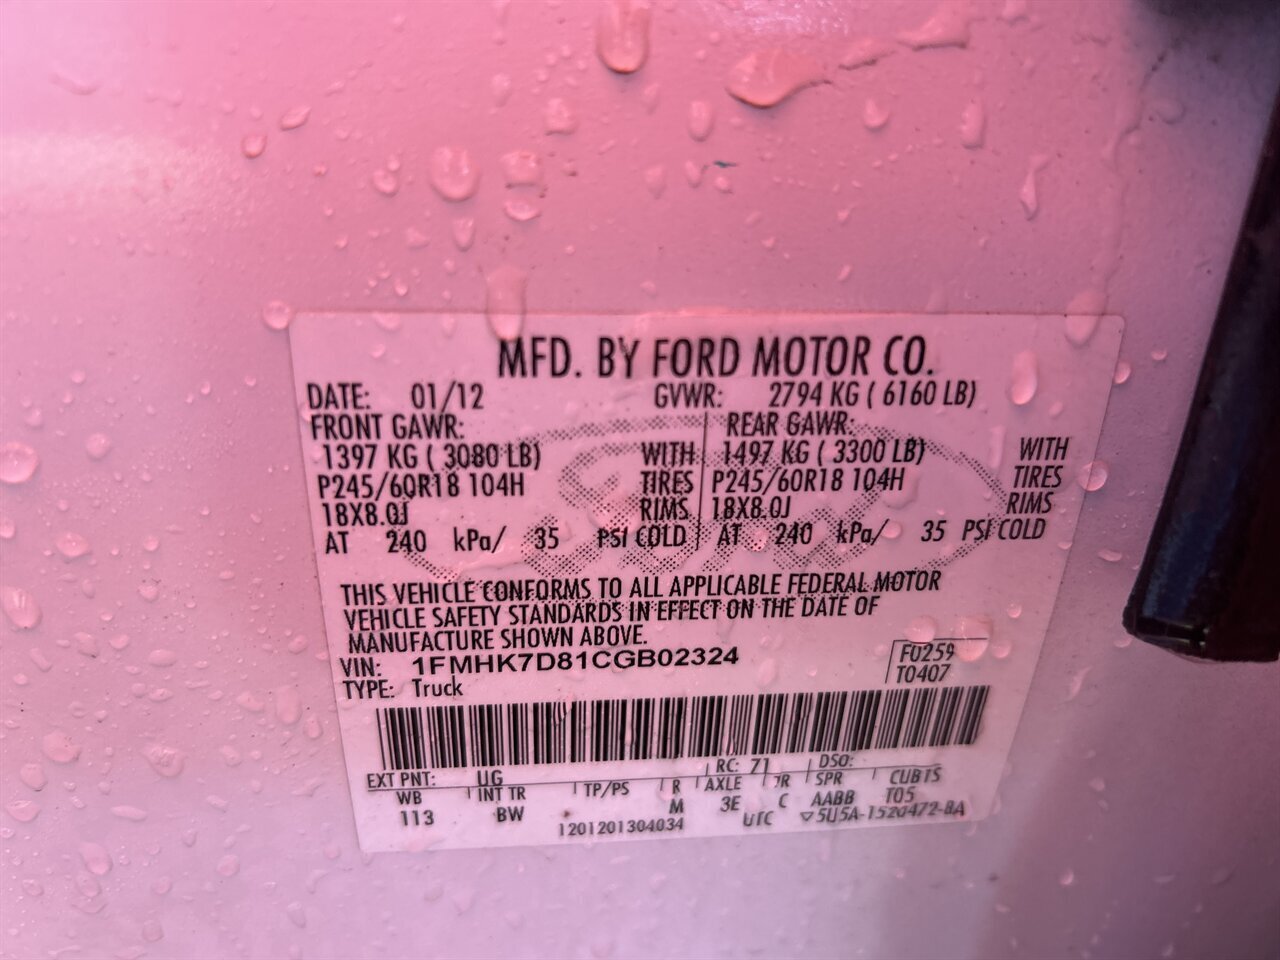 MFD. BY FORD MOTOR CO.
DATE: 01/12 GVWR: 2794 KG ( 6160 LB)
FRONT GAWR: REAR GAWR:
1397 KG ( 3080 LB) WITH 1497 KG ( 3300 LB) WITH
P245/60R18 104H TIRES P245/60R18 104H TIRES
18X8.0J RIMS 18X8.0J RIMS
AT 240 kPa/ 35 PSI COLD AT 240 kPa/ 35 PSI COLD
THIS VEHICLE CONFORMS TO ALL APPLICABLE FEDERAL MOTOR
VEHICLE SAFETY STANDARDS IN EFFECT ON THE DATE OF
MANUFACTURE SHOWN ABOVE.
VIN: 1FMHK7D81CGB02324 F0259
TYPE: Truck T0407
EXT PNT: UG RC: 71 DSO:
WB INT TR TP/PS R AXLE TR SPR CUBTS
113 BW M 3E C AABB T05
1201201304034 UTC ▽5U5A-1520472-BA